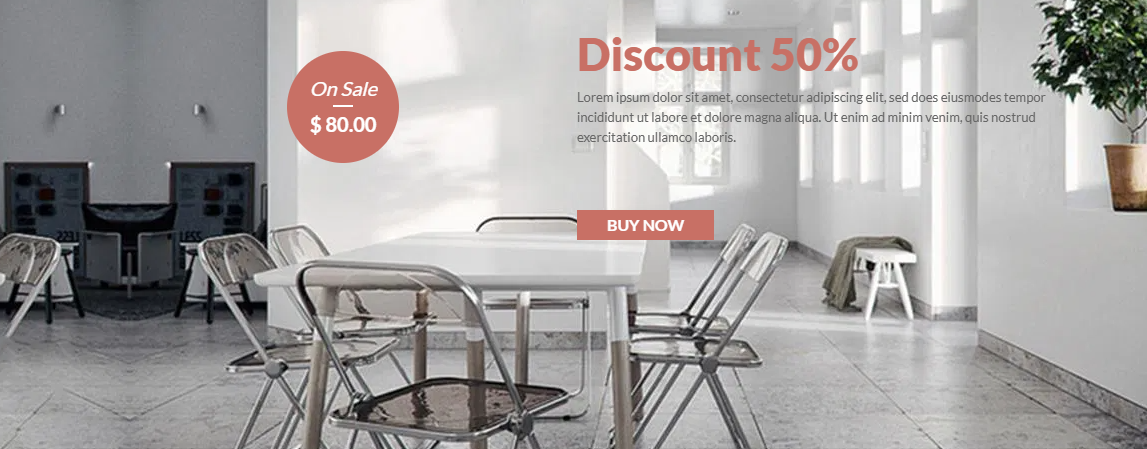 On Sale
$ 80.00
Discount 50%
Lorem ipsum dolor sit amet, consectetur adipiscing elit, sed does eiusmodes tempor
incididunt ut labore et dolore magna aliqua. Ut enim ad minim venim, quis nostrud
exercitation ullamco laboris.
BUY NOW